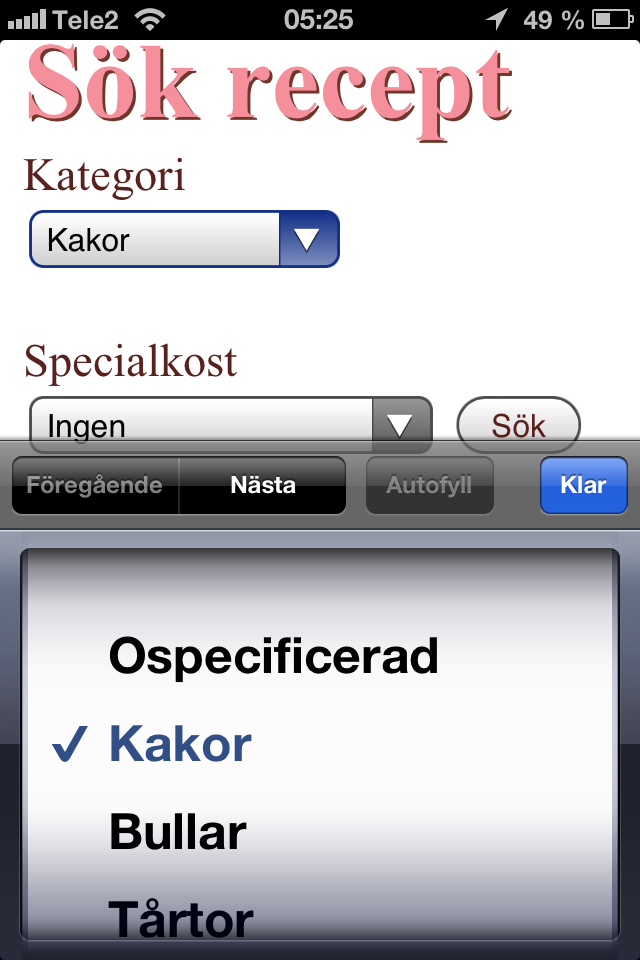 Tele2 05:25 49 %
Sök recept
Kategori
Kakor
Specialkost
Ingen Sök
Föregående Nästa Autofyll Klar
Ospecificerad
✓ Kakor
Bullar
Tårtor